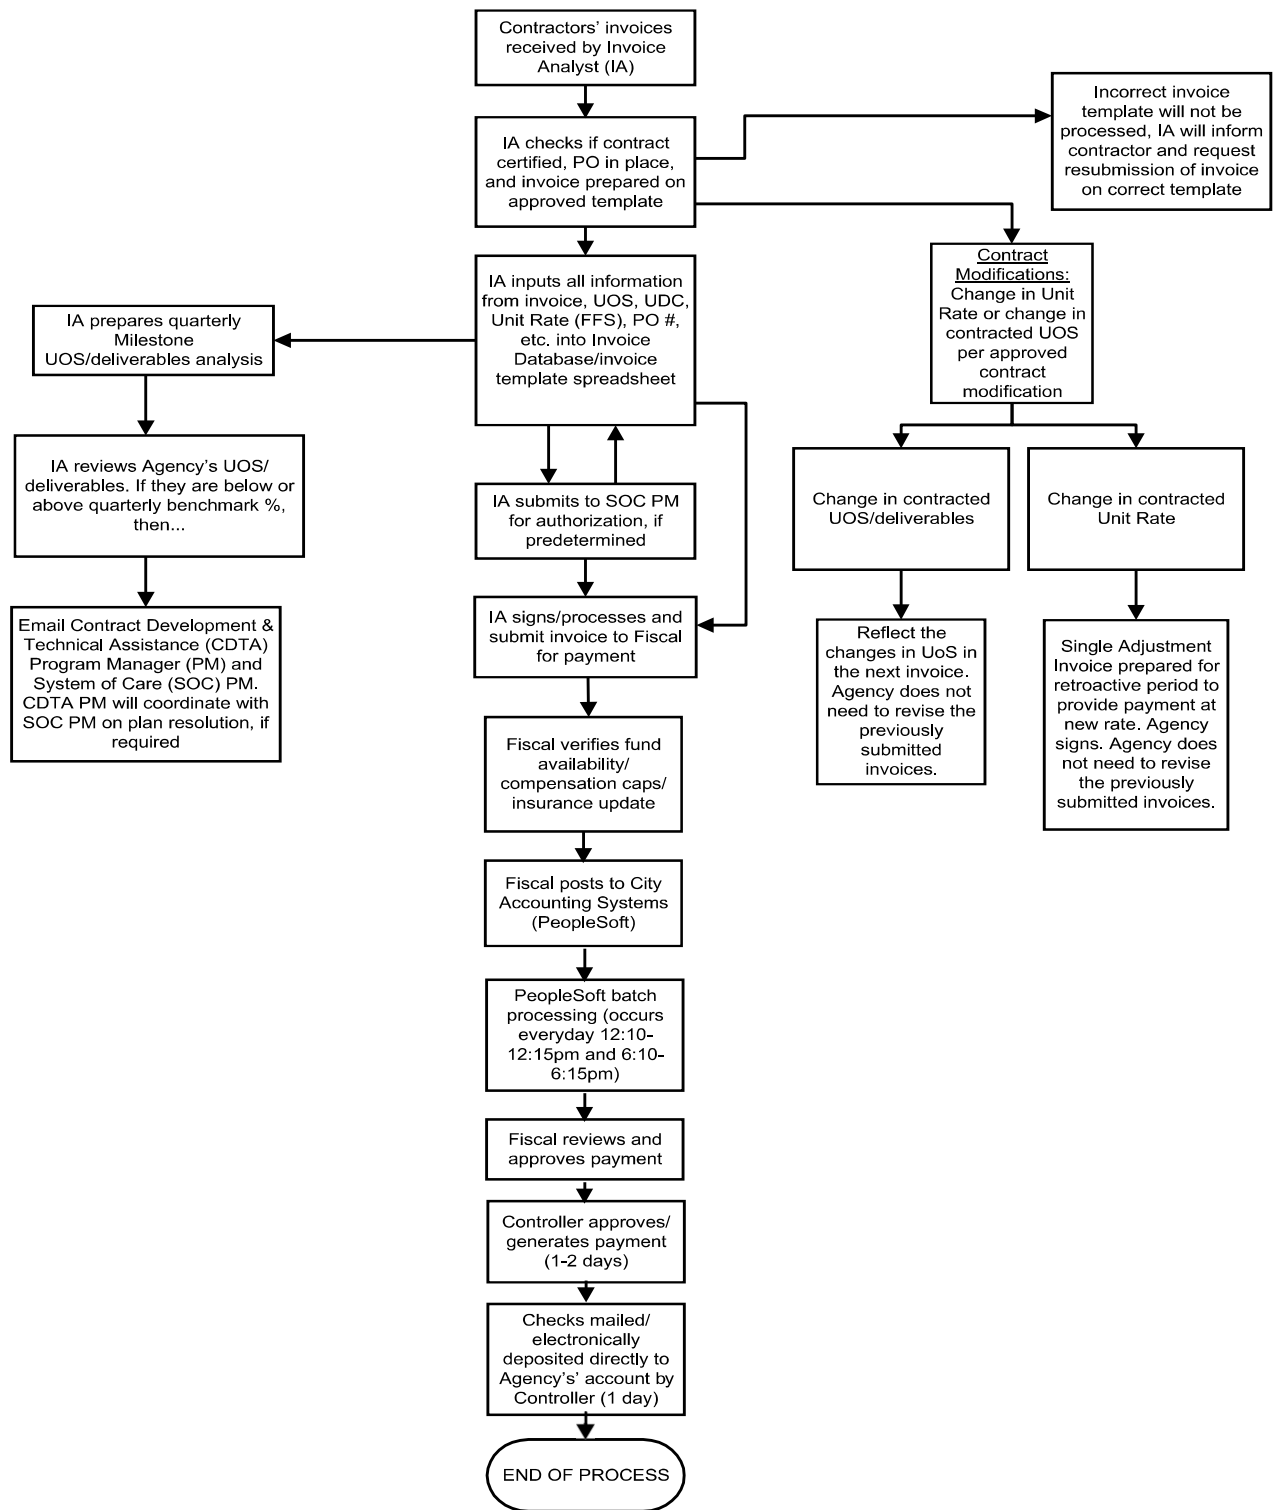 Contractors' invoices
received by Invoice
Analyst (IA)
IA checks if contract
certified, PO in place,
and invoice prepared on
approved template
Incorrect invoice
template will not be
processed, IA will inform
contractor and request
resubmission of invoice
on correct template
IA inputs all information
from invoice, UOS, UDC,
Unit Rate (FFS), PO #,
etc. into Invoice
Database/invoice
template spreadsheet
Contract
Modifications:
Change in Unit
Rate or change in
contracted UOS
per approved
contract
modification
IA prepares quarterly
Milestone
UOS/deliverables analysis
IA reviews Agency's UOS/
deliverables. If they are below or
above quarterly benchmark %,
then...
IA submits to SOC PM
for authorization, if
predetermined
Change in contracted
UOS/deliverables
Change in contracted
Unit Rate
Email Contract Development &
Technical Assistance (CDTA)
Program Manager (PM) and
System of Care (SOC) PM.
CDTA PM will coordinate with
SOC PM on plan resolution, if
required
IA signs/processes and
submit invoice to Fiscal
for payment
Reflect the
changes in UoS in
the next invoice.
Agency does not
need to revise the
previously
submitted
invoices.
Single Adjustment
Invoice prepared for
retroactive period to
provide payment at
new rate. Agency
signs. Agency does
not need to revise
the previously
submitted invoices.
Fiscal verifies fund
availability/
compensation caps/
insurance update
Fiscal posts to City
Accounting Systems
(PeopleSoft)
PeopleSoft batch
processing (occurs
everyday 12:10-
12:15pm and 6:10-
6:15pm)
Fiscal reviews and
approves payment
Controller approves/
generates payment
(1-2 days)
Checks mailed/
electronically
deposited directly to
Agency's' account by
Controller (1 day)
END OF PROCESS